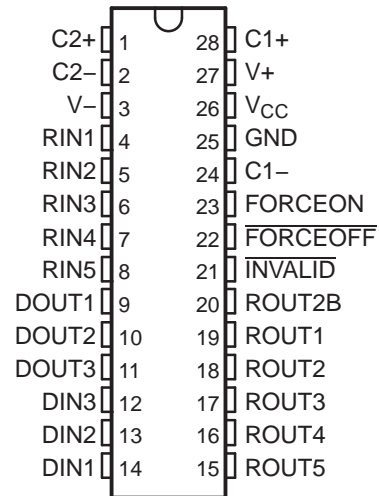 C2+ 1 28 C1+
C2− 2 27 V+
V− 3 26 VCC
RIN1 4 25 GND
RIN2 5 24 C1−
RIN3 6 23 FORCEON
RIN4 7 22 FORCEOFF
RIN5 8 21 INVALID
DOUT1 9 20 ROUT2B
DOUT2 10 19 ROUT1
DOUT3 11 18 ROUT2
DIN3 12 17 ROUT3
DIN2 13 16 ROUT4
DIN1 14 15 ROUT5